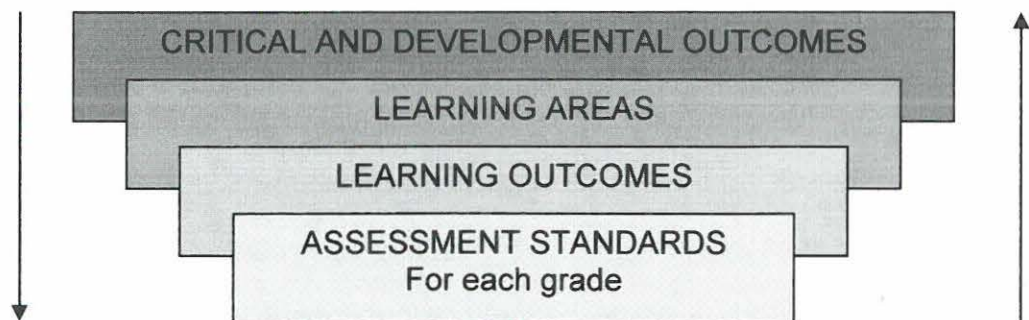 CRITICAL AND DEVELOPMENTAL OUTCOMES
LEARNING AREAS
LEARNING OUTCOMES
ASSESSMENT STANDARDS
For each grade